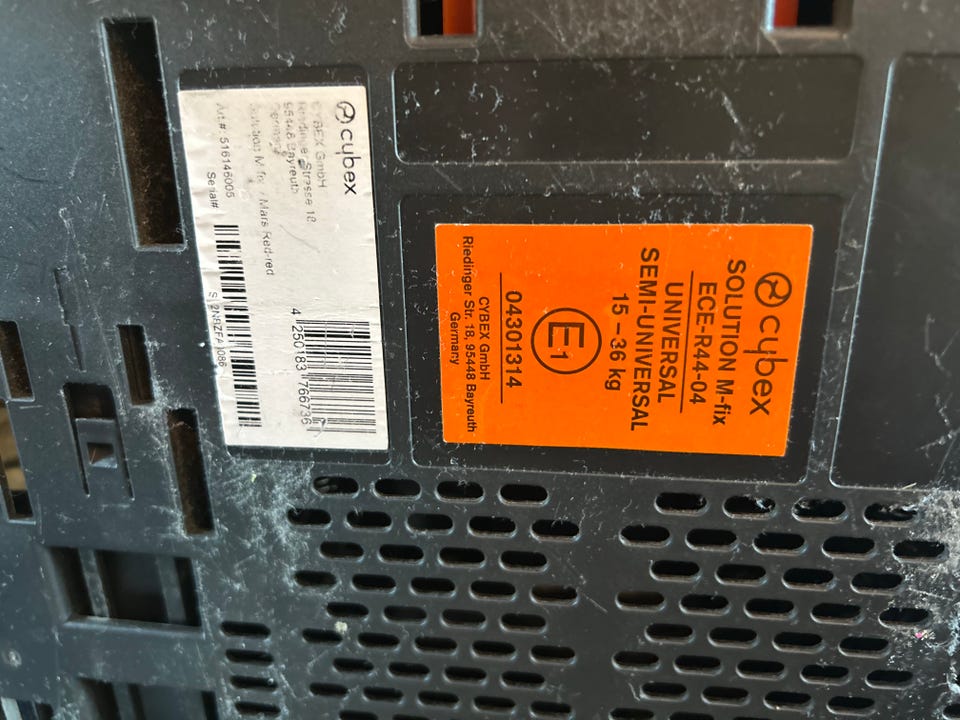 cybex
CYBEX GmbH
Riedinger Strasse 18
95448 Bayreuth
Germany
Solution M-fix / Mars Red-red
Art.#: 516146005
Serial#
4 250183 766736
cybex
SOLUTION M-fix
ECE-R44-04
UNIVERSAL
SEMI-UNIVERSAL
15 – 36 kg
E1
04301314
CYBEX GmbH
Riedinger Str. 18, 95448 Bayreuth
Germany